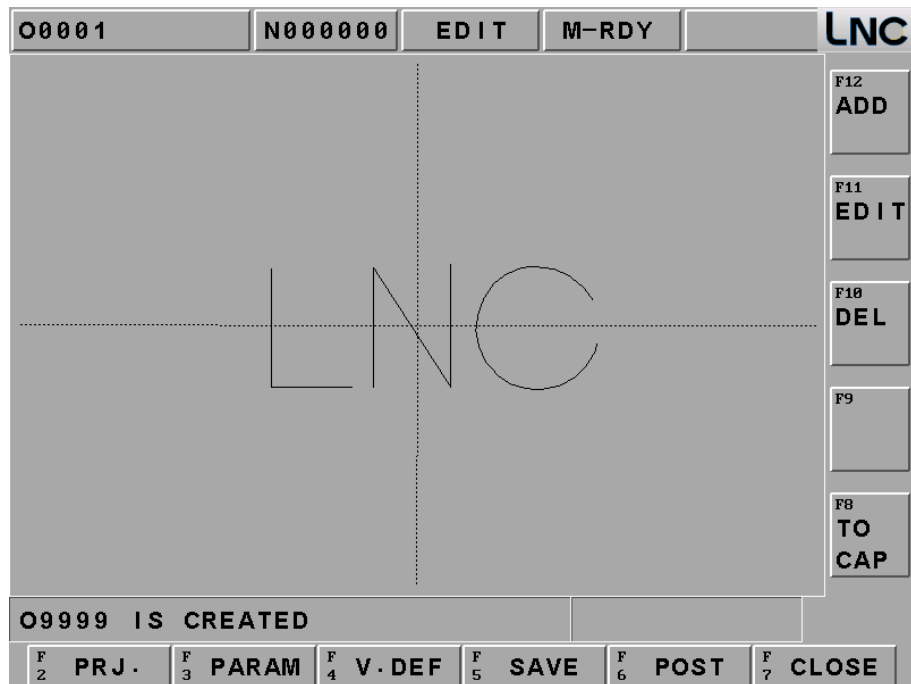 O0001 N000000 EDIT M-RDY LNC
F12
ADD
F11
EDIT
F10
DEL
LNC
F9
F8
TO
CAP
O9999 IS CREATED
F2 PRJ. F3 PARAM F4 V.DEF F5 SAVE F6 POST F7 CLOSE